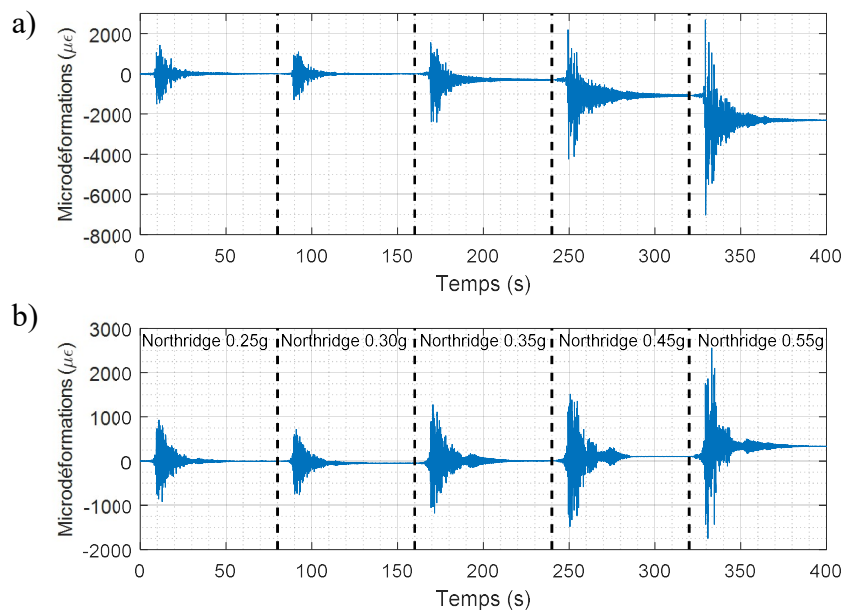 a)
2000
0
-2000
-4000
-6000
-8000
Microdéformations (με)
0 50 100 150 200 250 300 350 400
Temps (s)
b)
3000
2000
1000
0
-1000
-2000
Microdéformations (με)
Northridge 0.25g Northridge 0.30g Northridge 0.35g Northridge 0.45g Northridge 0.55g
0 50 100 150 200 250 300 350 400
Temps (s)